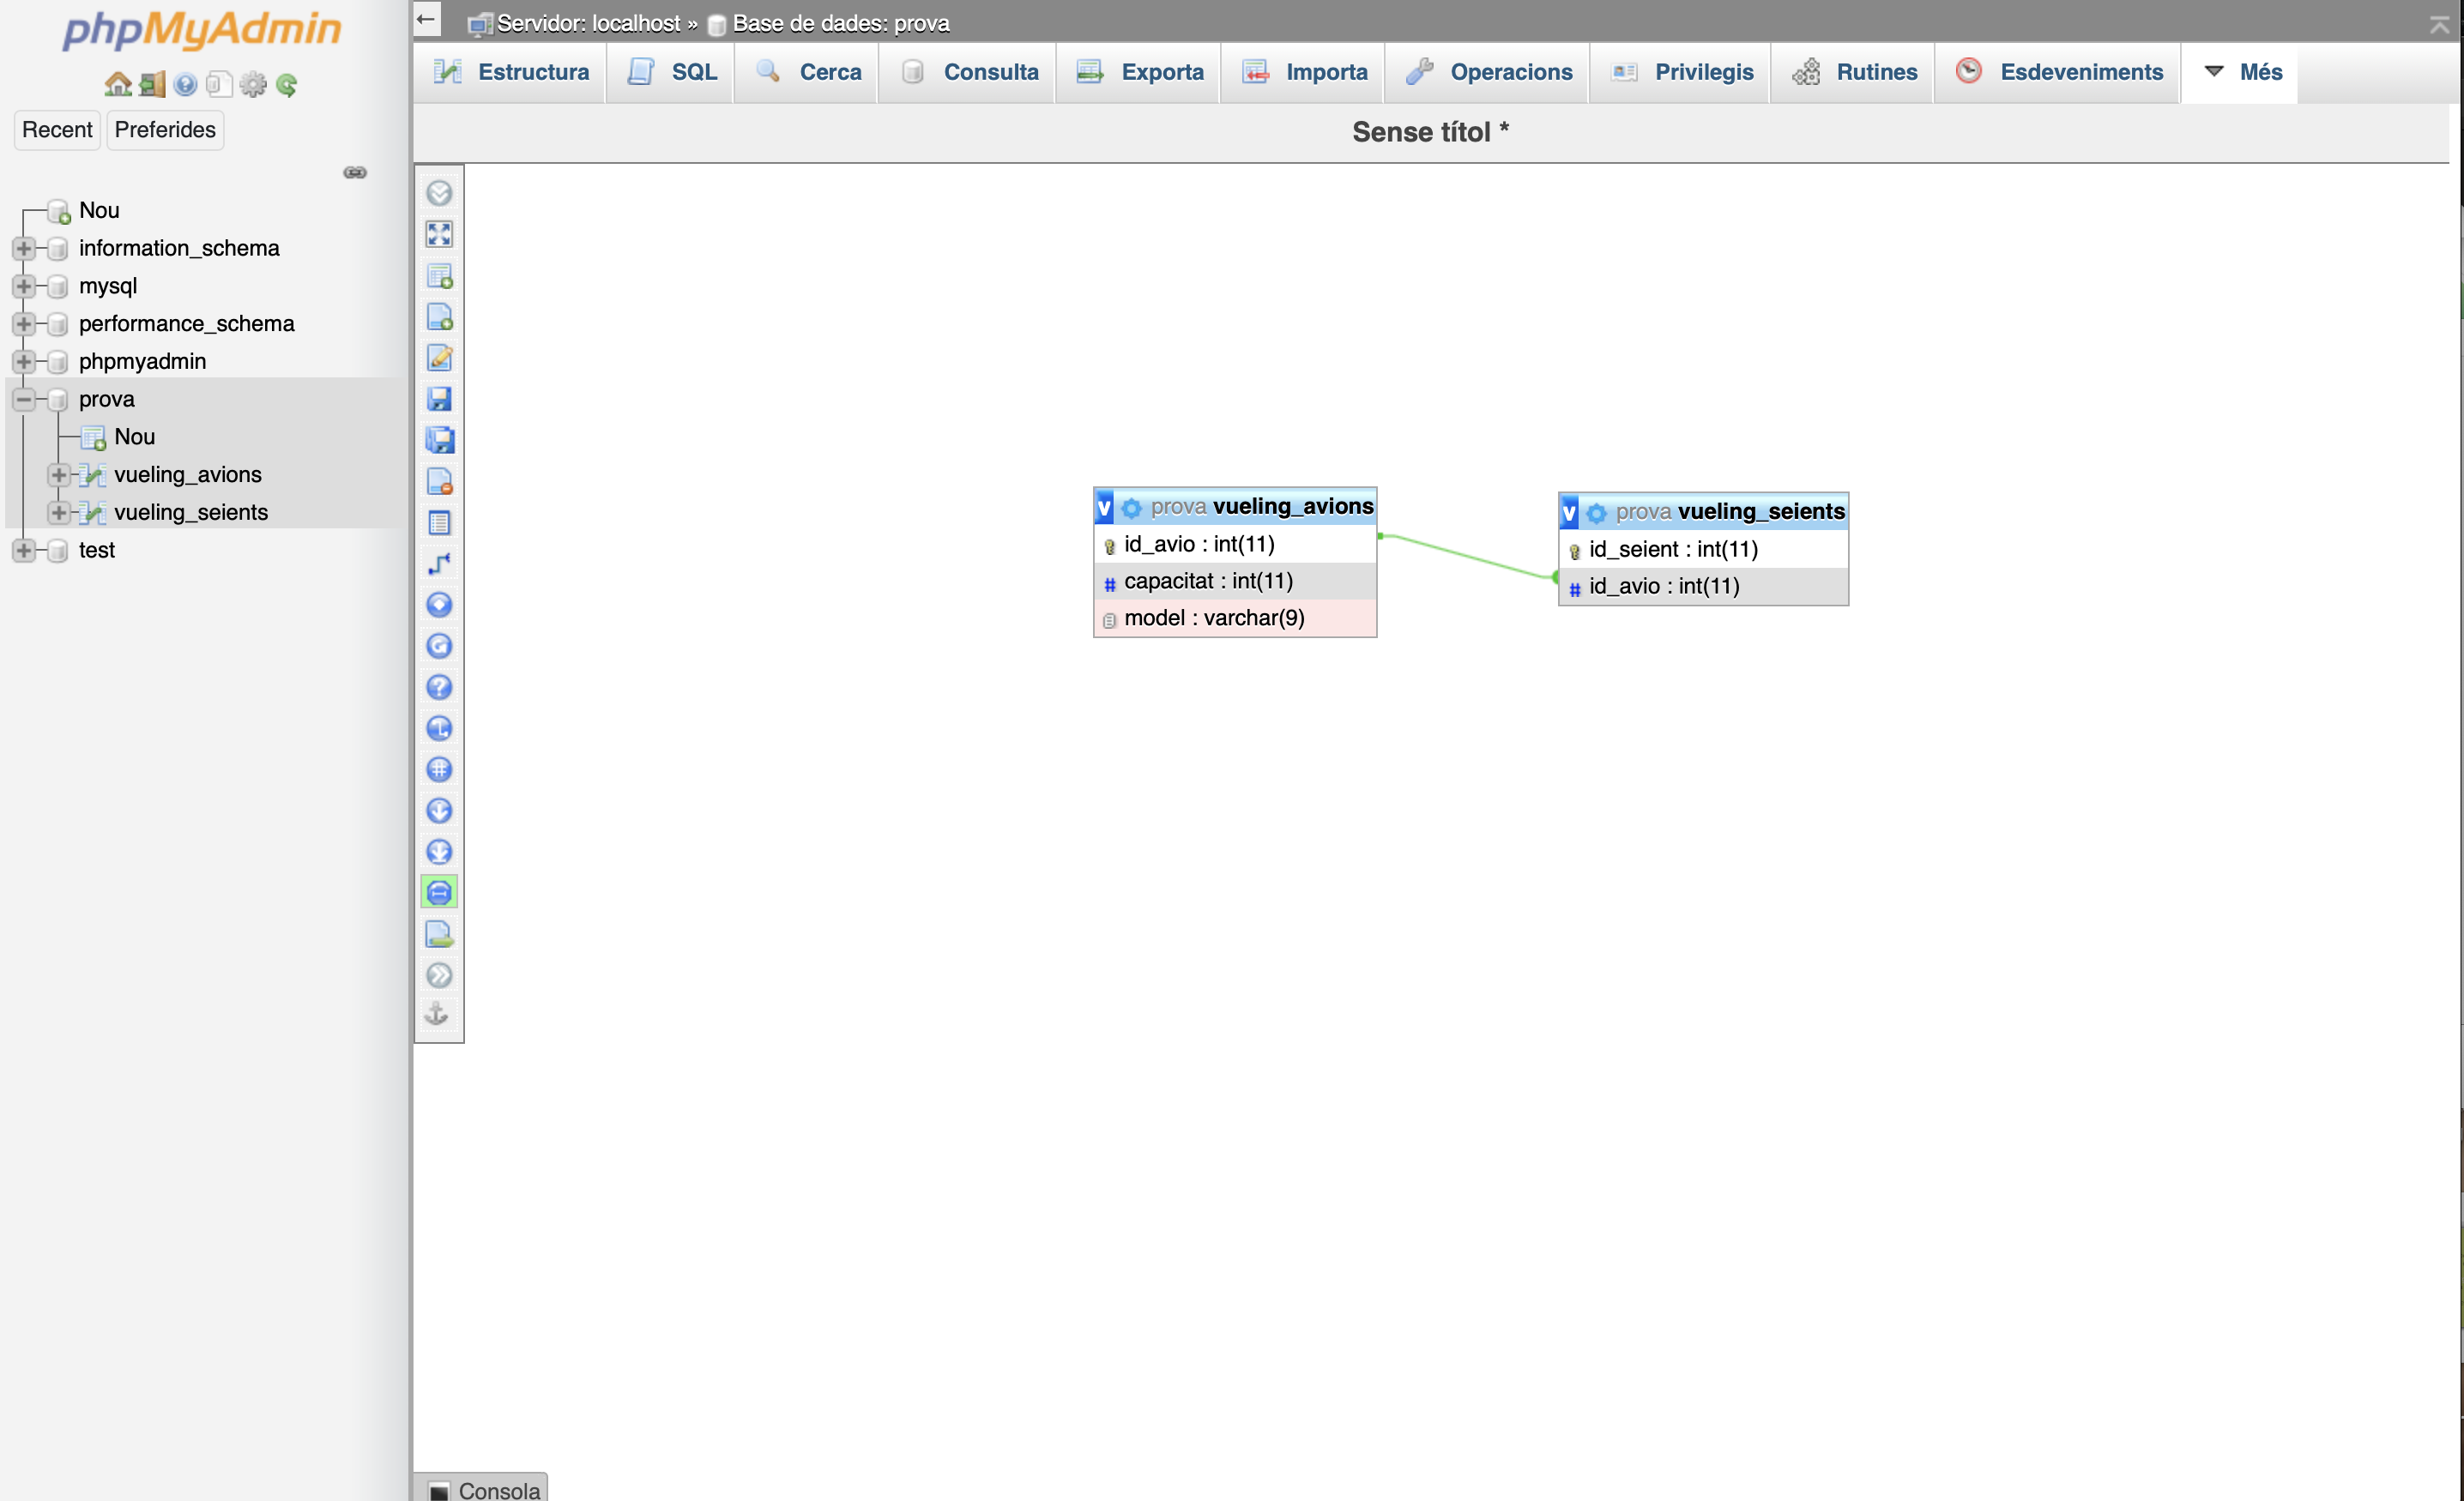 phpMyAdmin
Recent
Preferides
Nou
information_schema
mysql
performance_schema
phpmyadmin
prova
Nou
vueling_avions
vueling_seients
test
Servidor: localhost » Base de dades: prova
Estructura
SQL
Cerca
Consulta
Exporta
Importa
Operacions
Privilegis
Rutines
Esdeveniments
Més
Sense títol *
v prova vueling_avions
id_avio : int(11)
# capacitat : int(11)
model : varchar(9)
v prova vueling_seients
id_seient : int(11)
# id_avio : int(11)
Consola